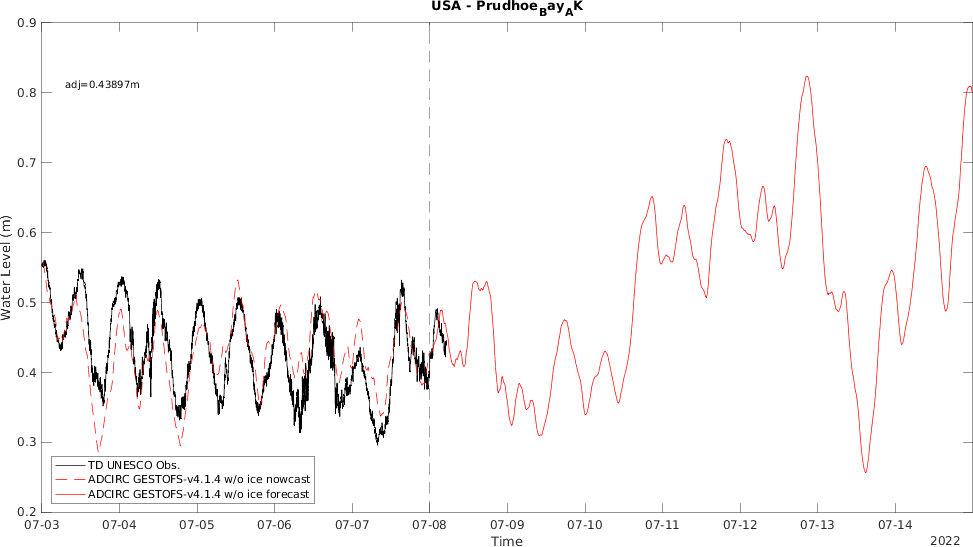 USA - Prudhoe_Bay_AK
adj=0.43897m
0.9
0.8
0.7
0.6
0.5
0.4
0.3
0.2
Water Level (m)
TD UNESCO Obs.
ADCIRC GESTOFS-v4.1.4 w/o ice nowcast
ADCIRC GESTOFS-v4.1.4 w/o ice forecast
07-03 07-04 07-05 07-06 07-07 07-08 07-09 07-10 07-11 07-12 07-13 07-14
Time
2022